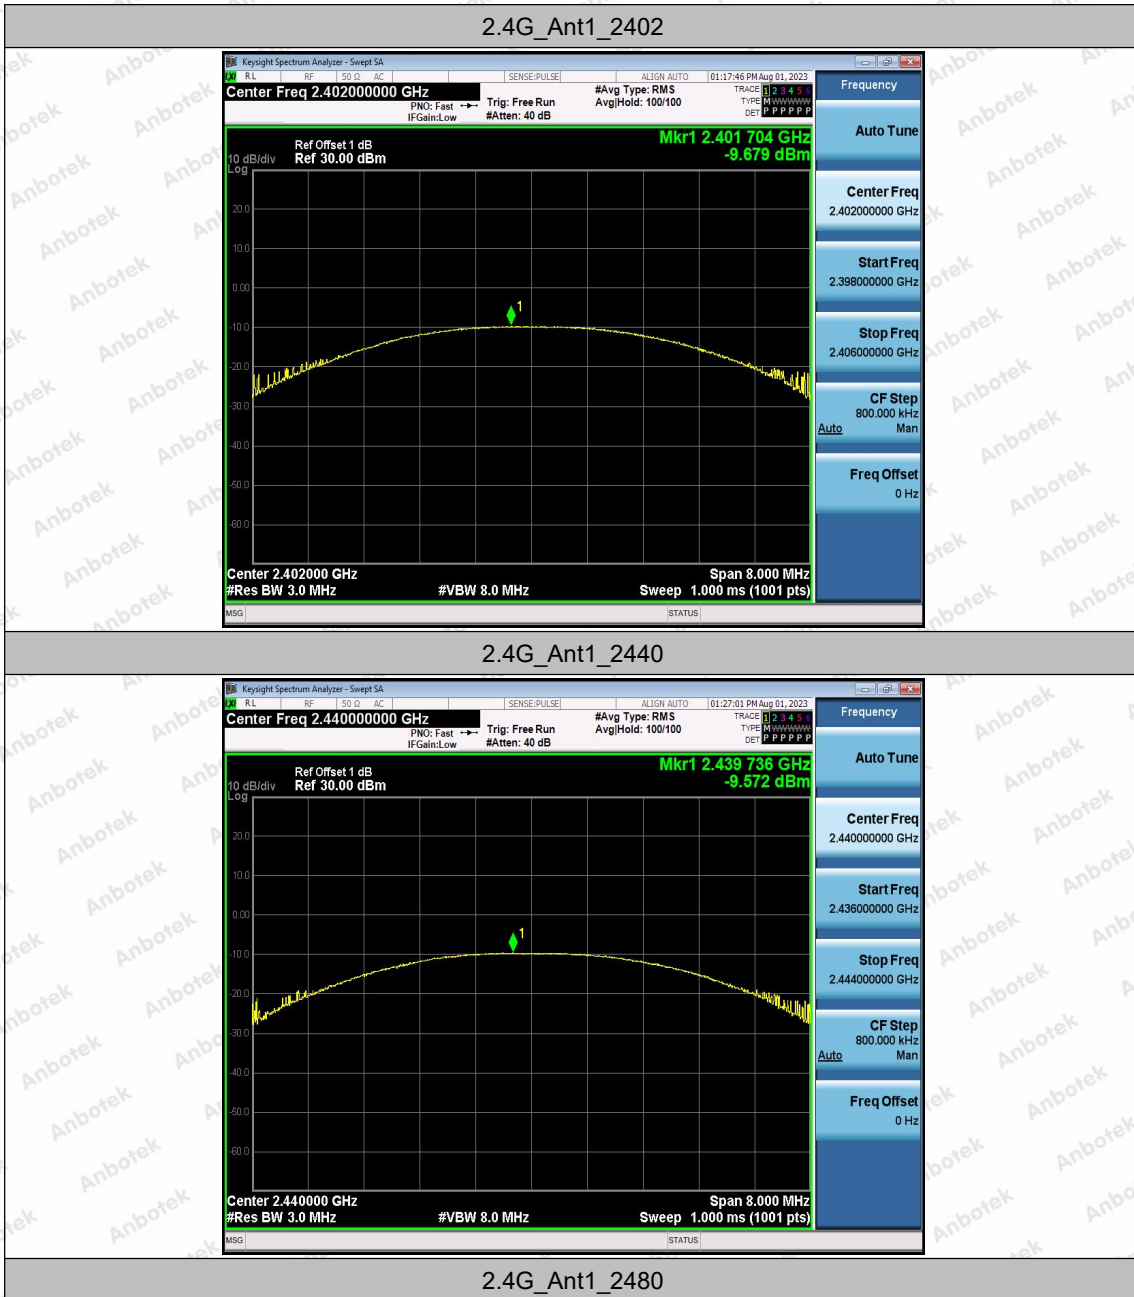 2.4G_Ant1_2402
Keysight Spectrum Analyzer - Swept SA
LXI RL RF 50 Ω AC SENSE:PULSE ALIGN AUTO 01:17:46 PM Aug 01, 2023
Center Freq 2.402000000 GHz
PNO: Fast
IFGain:Low
Trig: Free Run
#Atten: 40 dB
#Avg Type: RMS
Avg|Hold: 100/100
TRACE 1 2 3 4 5 6
TYPE M W W W W W
DET P P P P P P
Mkr1 2.401 704 GHz
-9.679 dBm
Ref Offset 1 dB
10 dB/div Ref 30.00 dBm
Log
20.0
10.0
0.00
1
-10.0
-20.0
-30.0
-40.0
-50.0
-60.0
Center 2.402000 GHz Span 8.000 MHz
#Res BW 3.0 MHz #VBW 8.0 MHz Sweep 1.000 ms (1001 pts)
MSG STATUS
Frequency
Auto Tune
Center Freq
2.402000000 GHz
Start Freq
2.398000000 GHz
Stop Freq
2.406000000 GHz
CF Step
800.000 kHz
Auto Man
Freq Offset
0 Hz
2.4G_Ant1_2440
Keysight Spectrum Analyzer - Swept SA
LXI RL RF 50 Ω AC SENSE:PULSE ALIGN AUTO 01:27:01 PM Aug 01, 2023
Center Freq 2.440000000 GHz
PNO: Fast
IFGain:Low
Trig: Free Run
#Atten: 40 dB
#Avg Type: RMS
Avg|Hold: 100/100
TRACE 1 2 3 4 5 6
TYPE M W W W W W
DET P P P P P P
Mkr1 2.439 736 GHz
-9.572 dBm
Ref Offset 1 dB
10 dB/div Ref 30.00 dBm
Log
20.0
10.0
0.00
1
-10.0
-20.0
-30.0
-40.0
-50.0
-60.0
Center 2.440000 GHz Span 8.000 MHz
#Res BW 3.0 MHz #VBW 8.0 MHz Sweep 1.000 ms (1001 pts)
MSG STATUS
Frequency
Auto Tune
Center Freq
2.440000000 GHz
Start Freq
2.436000000 GHz
Stop Freq
2.444000000 GHz
CF Step
800.000 kHz
Auto Man
Freq Offset
0 Hz
2.4G_Ant1_2480
Anbotek